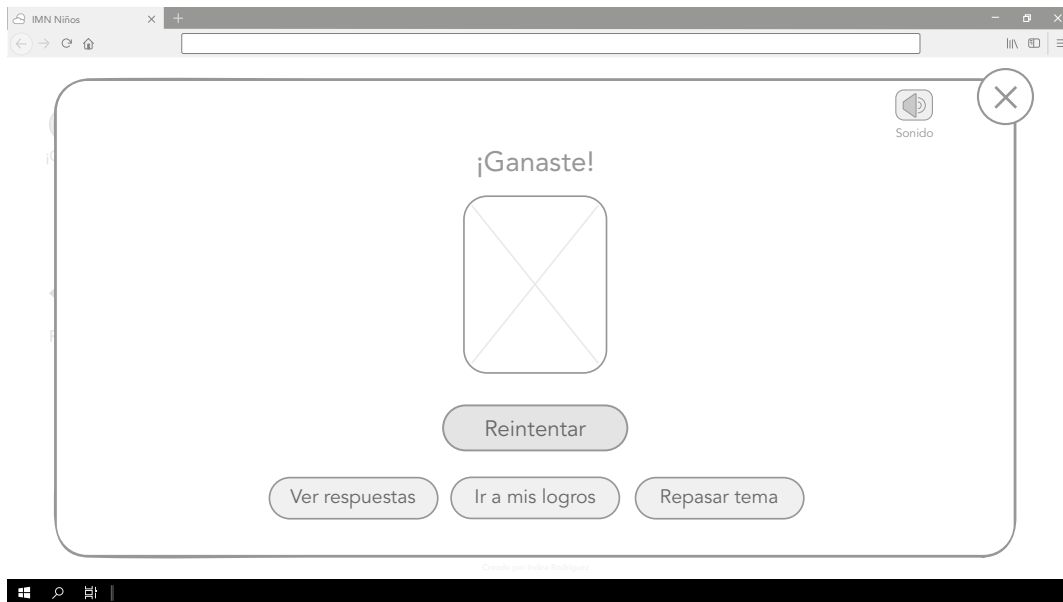 IMN Niños
Sonido
¡Ganaste!
Reintentar
Ver respuestas
Ir a mis logros
Repasar tema